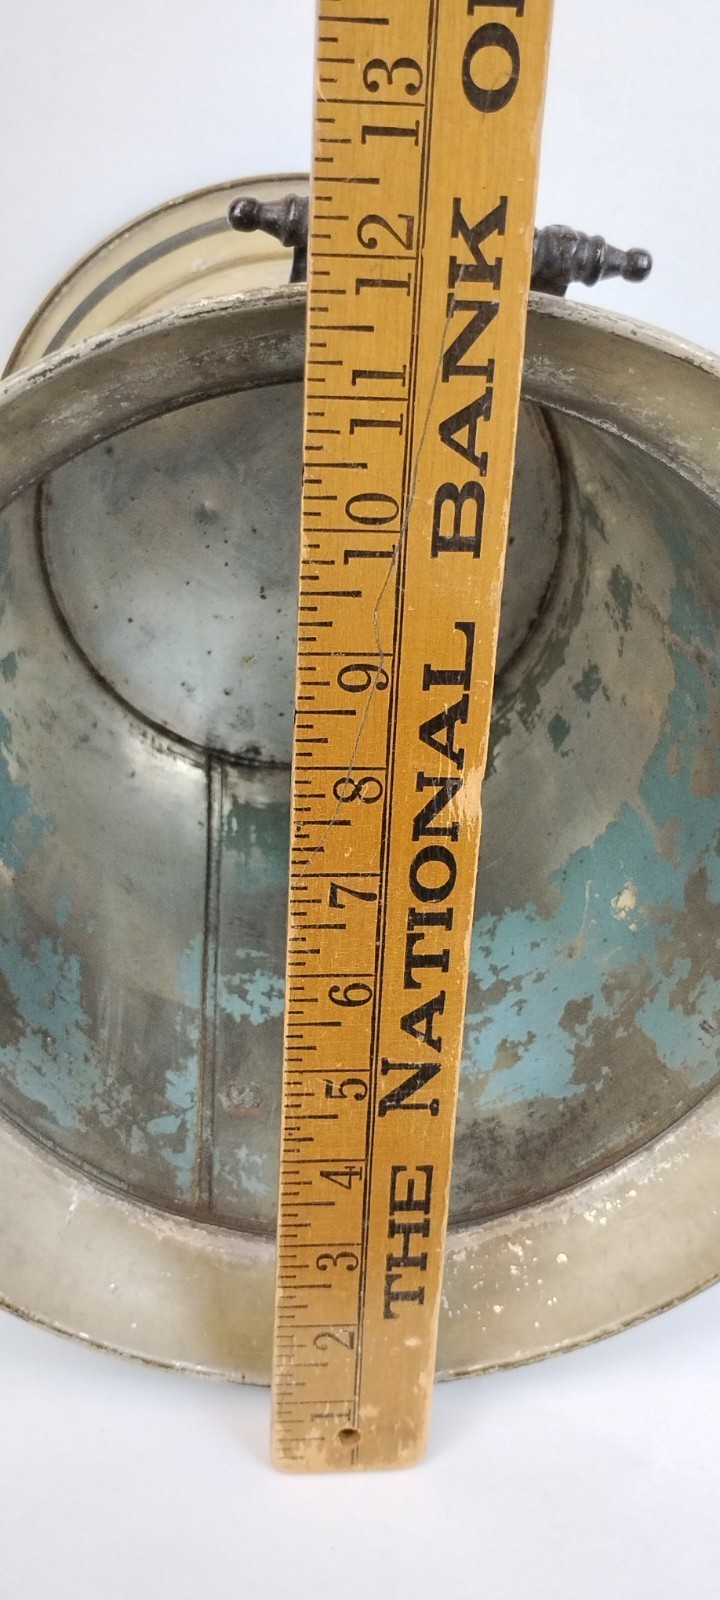 THE NATIONAL BANK
1 2 3 4 5 6 7 8 9 10 11 12 13